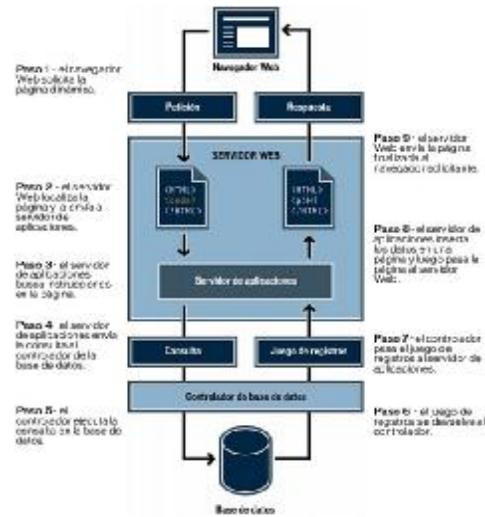 Navegador Web
Paso 1 - el navegador
Web solicita la
página dinámica.
Petición
Respuesta
Paso 9 - el servidor
Web envía la página
finalizada al
navegador solicitante.
SERVIDOR WEB
Paso 2 - el servidor
Web localiza la
página y la envía al
servidor de
aplicaciones.
<HTML>
</HTML>
<HTML>
</HTML>
Paso 8 - el servidor de
aplicaciones inserta
los datos en una
página y luego pasa la
página al servidor
Web.
Paso 3 - el servidor
de aplicaciones
busca instrucciones
en la página.
Servidor de aplicaciones
Paso 4 - el servidor
de aplicaciones envía
la consulta al
controlador de la
base de datos.
Consulta
Juego de registros
Paso 7 - el controlador
pasa el juego de
registros al servidor de
aplicaciones.
Controlador de base de datos
Paso 5 - el
controlador ejecuta la
consulta en la base de
datos.
Paso 6 - el juego de
registros se devuelve al
controlador.
Base de datos